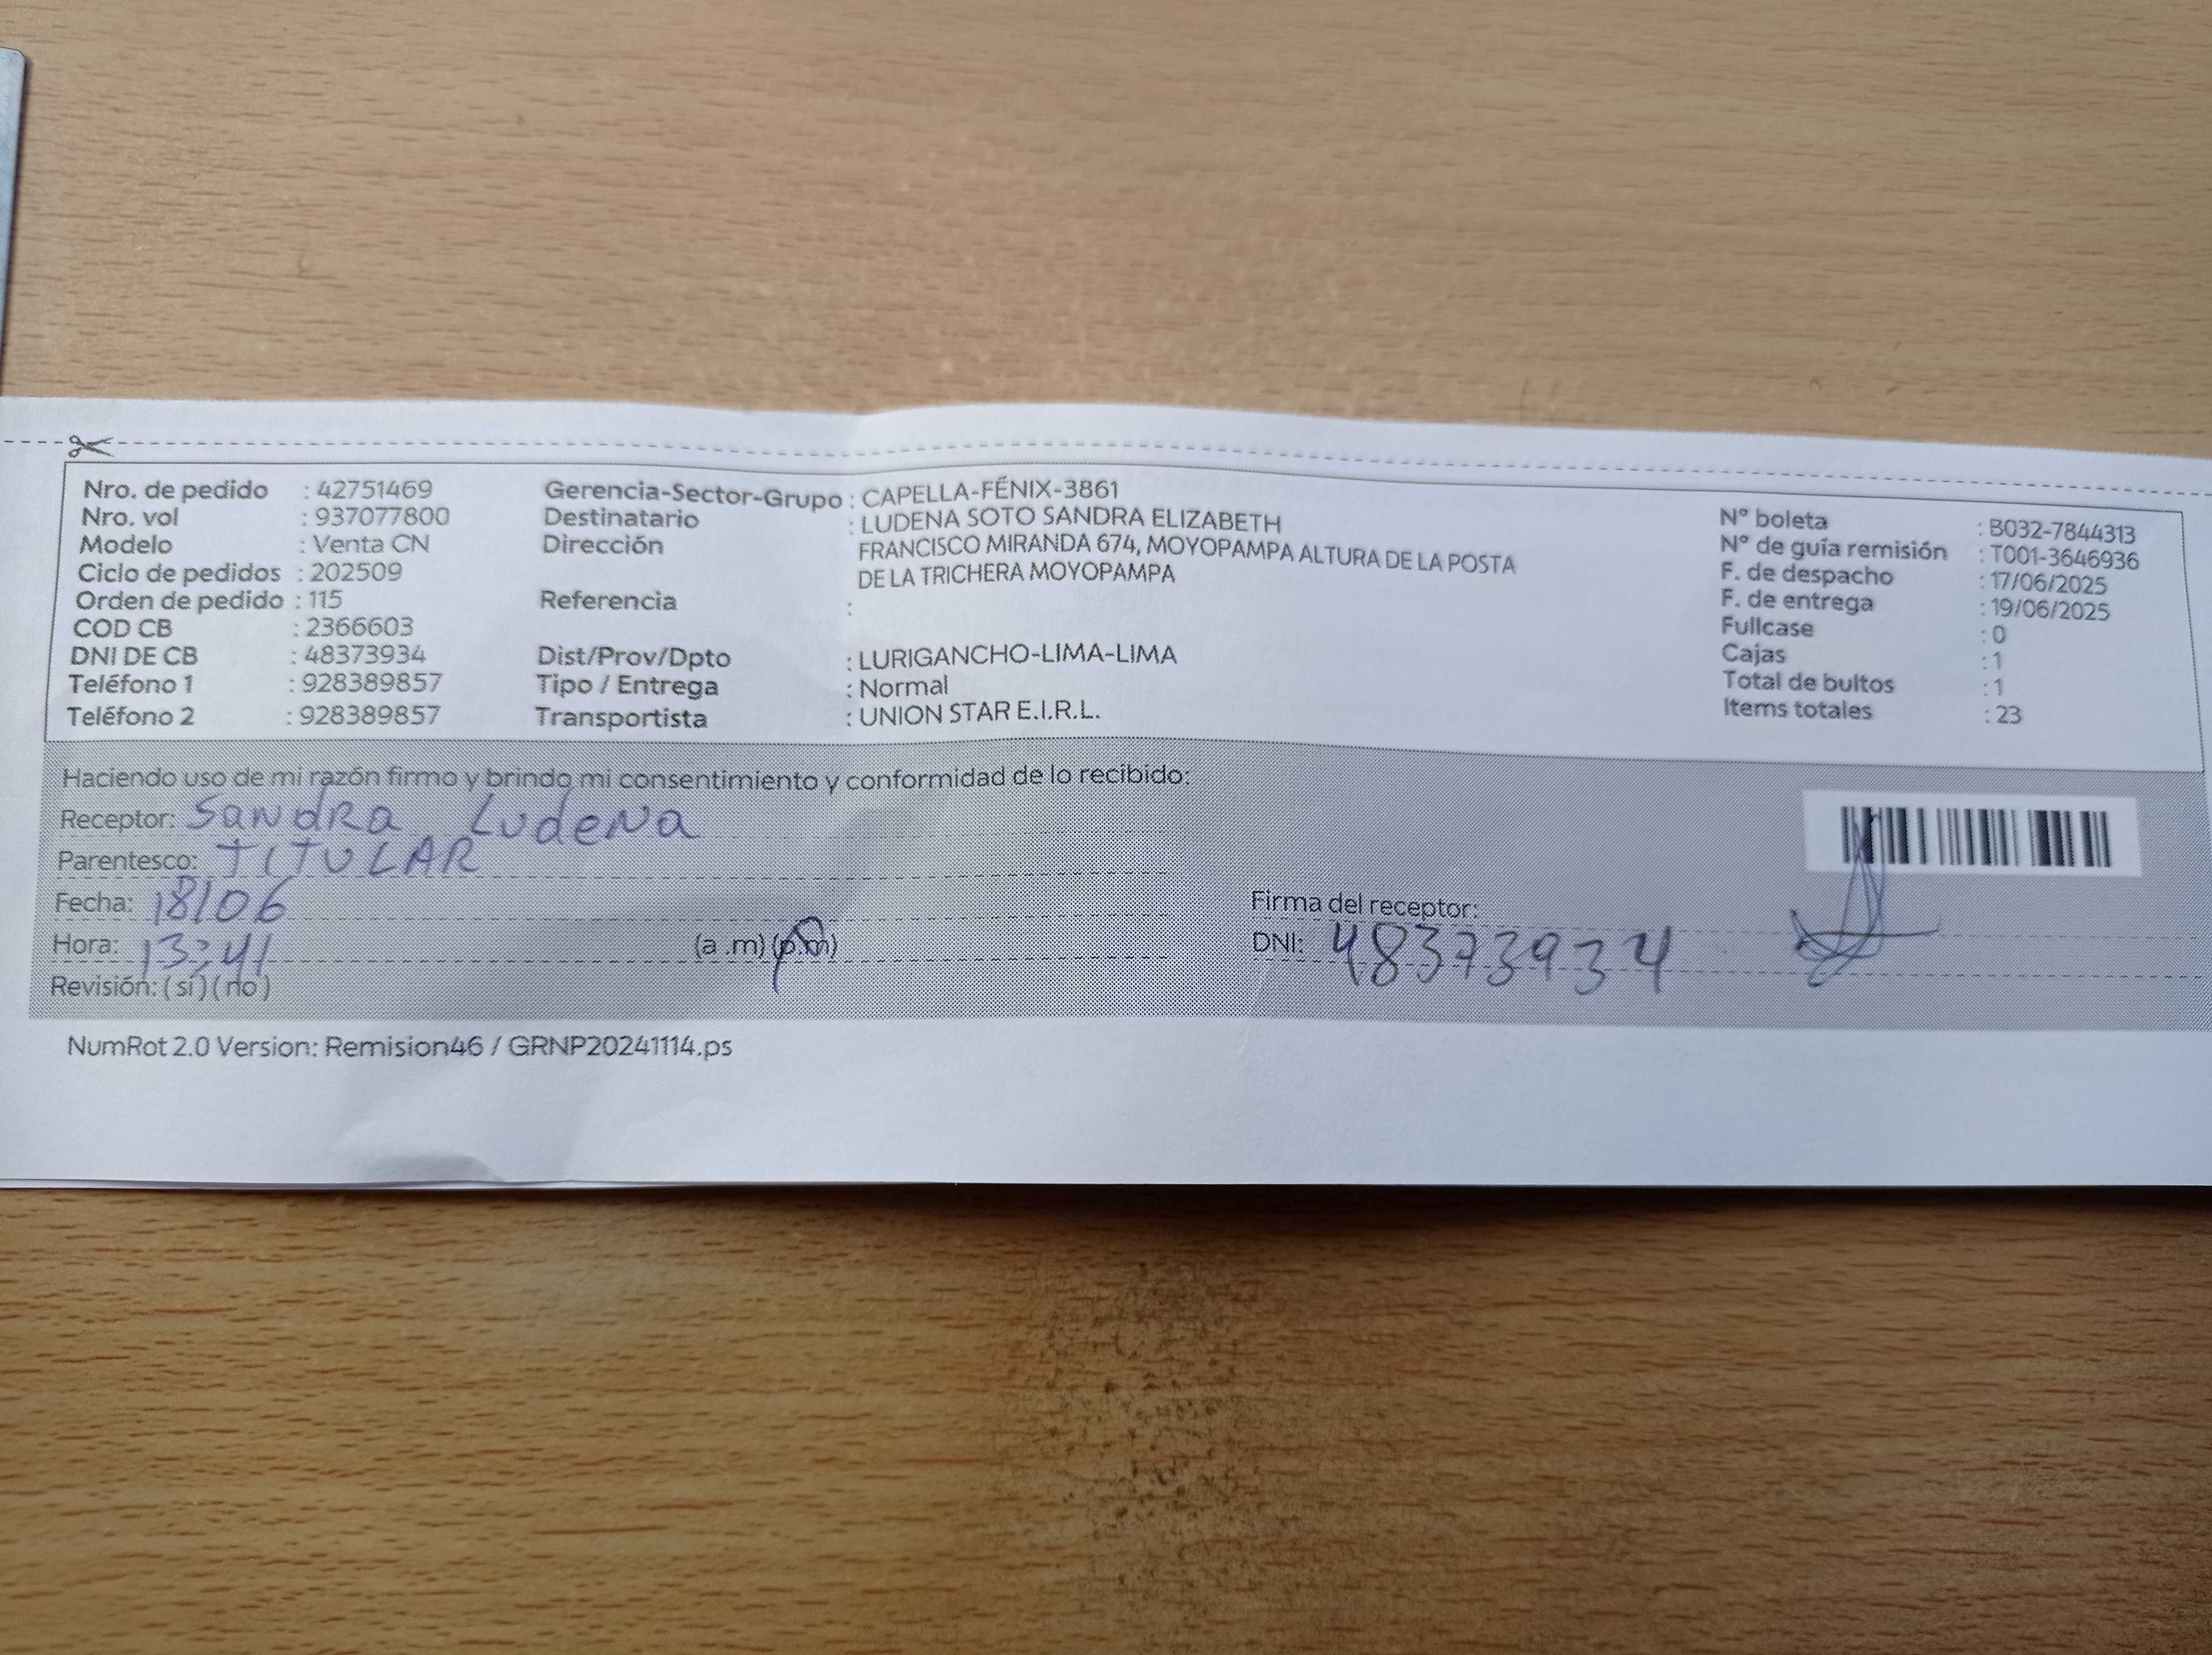 Nro. de pedido : 42751469
Nro. vol : 937077800
Modelo : Venta CN
Ciclo de pedidos : 202509
Orden de pedido : 115
COD CB : 2366603
DNI DE CB : 48373934
Teléfono 1 : 928389857
Teléfono 2 : 928389857
Gerencia-Sector-Grupo : CAPELLA-FÉNIX-3861
Destinatario : LUDENA SOTO SANDRA ELIZABETH
Dirección FRANCISCO MIRANDA 674, MOYOPAMPA ALTURA DE LA POSTA
DE LA TRICHERA MOYOPAMPA
Referencia :
Dist/Prov/Dpto : LURIGANCHO-LIMA-LIMA
Tipo / Entrega : Normal
Transportista : UNION STAR E.I.R.L.
N° boleta : B032-7844313
N° de guía remisión : T001-3646936
F. de despacho : 17/06/2025
F. de entrega : 19/06/2025
Fullcase : 0
Cajas : 1
Total de bultos : 1
Items totales : 23
Haciendo uso de mi razón firmo y brindo mi consentimiento y conformidad de lo recibido:
Receptor: Sandra Ludena
Parentesco: TITULAR
Fecha: 18/06
Hora: 13:41 (a .m) (p.m)
Revisión: ( sí ) ( no )
Firma del receptor:
DNI: 48373934
NumRot 2.0 Version: Remision46 / GRNP20241114.ps